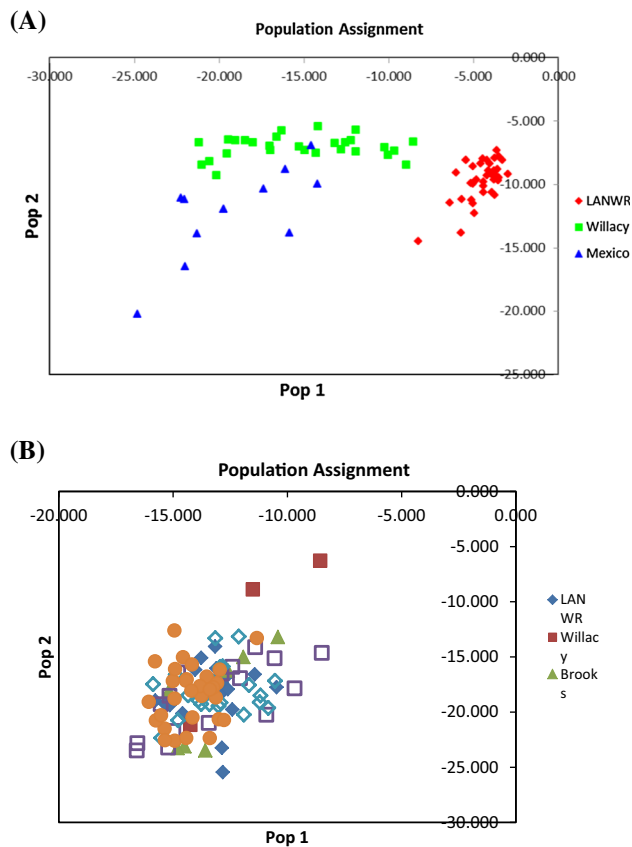 (A)
Population Assignment
0.000
-30.000 -25.000 -20.000 -15.000 -10.000 -5.000 0.000
-5.000
-10.000
-15.000
-20.000
-25.000
Pop 2
Pop 1
LANWR
Willacy
Mexico
(B)
Population Assignment
0.000
-20.000 -15.000 -10.000 -5.000 0.000
-5.000
-10.000
-15.000
-20.000
-25.000
-30.000
Pop 2
Pop 1
LAN
WR
Willac
y
Brook
s